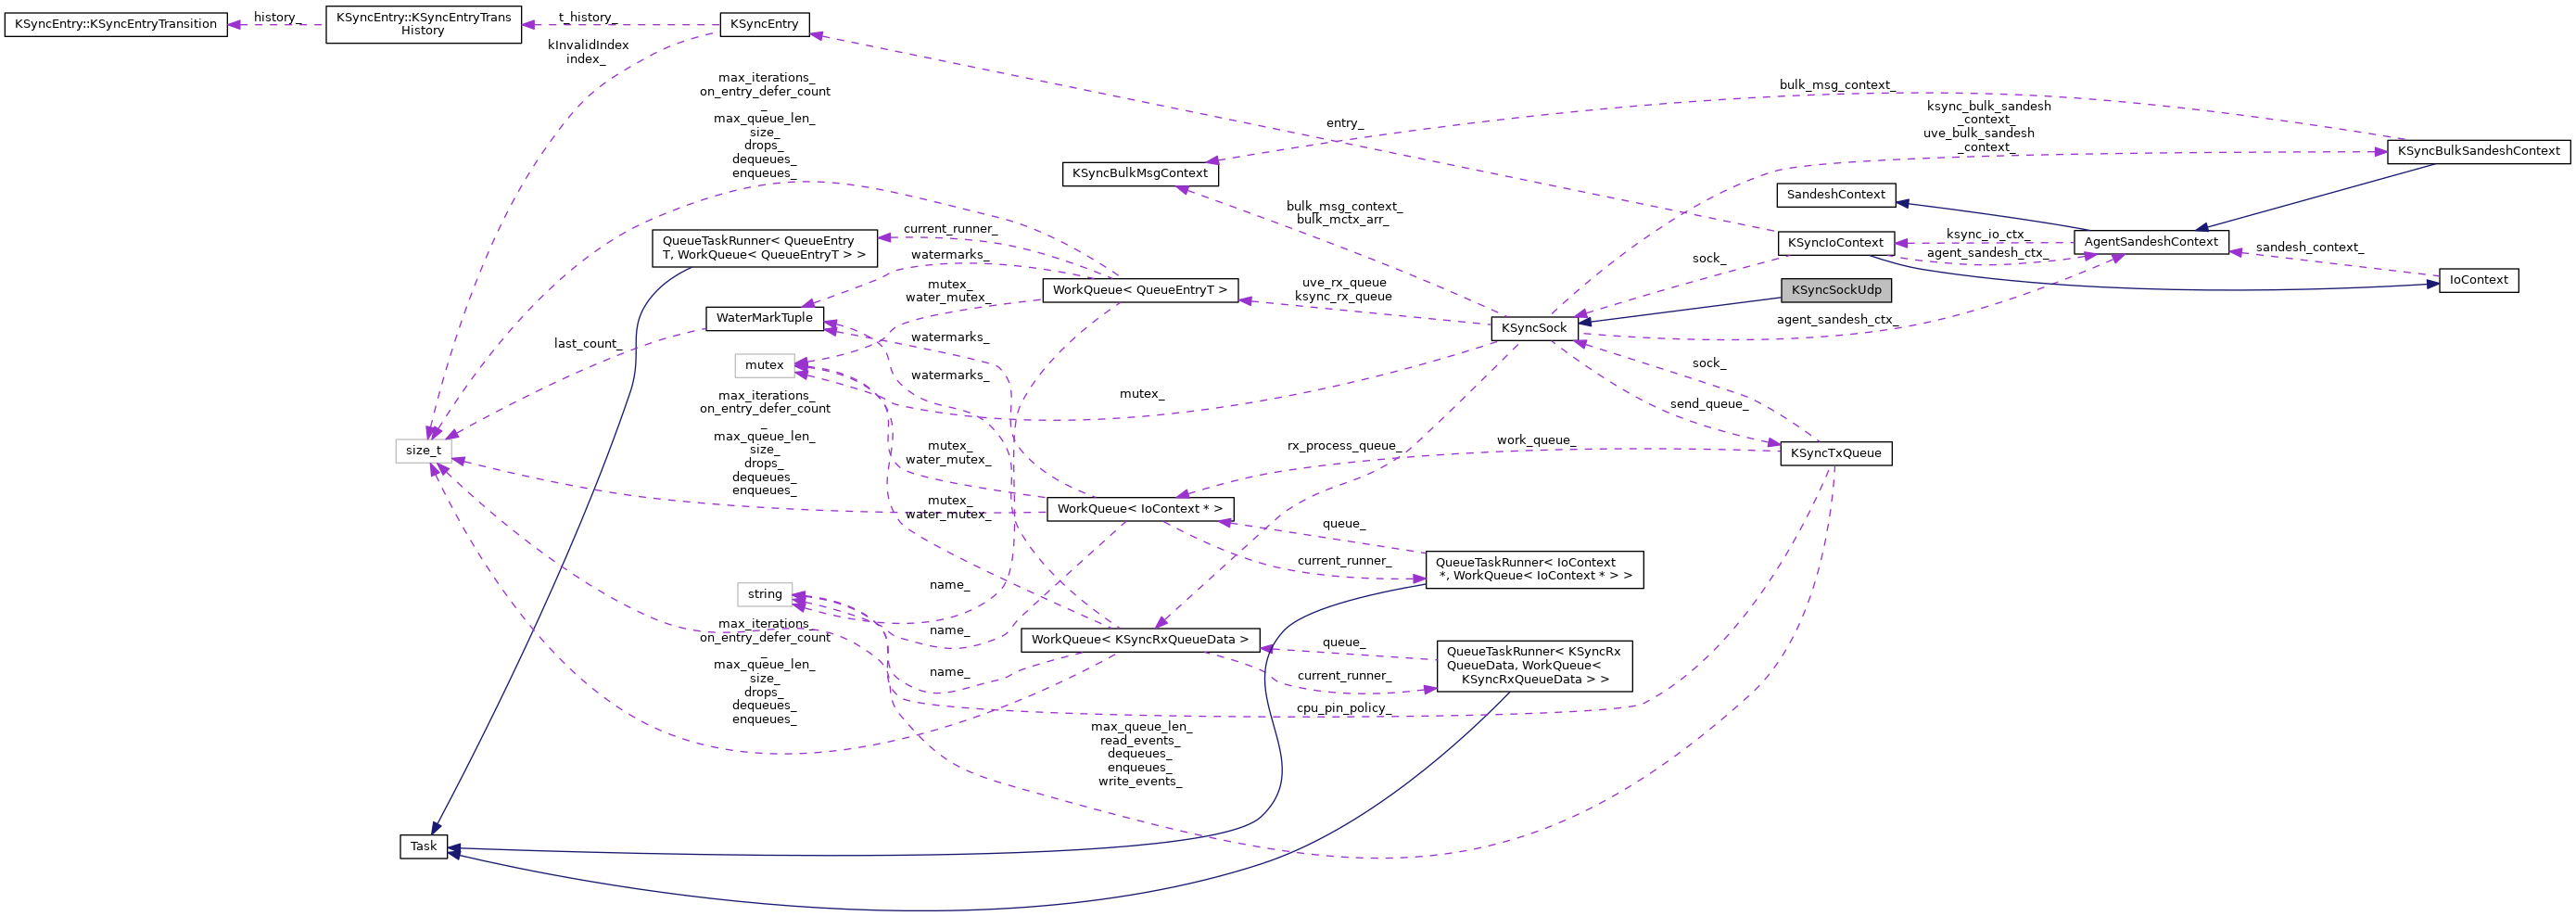 KSyncEntry::KSyncEntryTransition
history_
KSyncEntry::KSyncEntryTrans
History
t_history_
KSyncEntry
kInvalidIndex
index_
max_iterations_
on_entry_defer_count
_
max_queue_len_
size_
drops_
dequeues_
enqueues_
entry_
bulk_msg_context_
ksync_bulk_sandesh
_context_
uve_bulk_sandesh
_context_
KSyncBulkSandeshContext
KSyncBulkMsgContext
SandeshContext
bulk_msg_context_
bulk_mctx_arr_
QueueTaskRunner< QueueEntry
T, WorkQueue< QueueEntryT > >
current_runner_
watermarks_
KSyncIoContext
ksync_io_ctx_
agent_sandesh_ctx_
AgentSandeshContext
sandesh_context_
IoContext
sock_
mutex_
water_mutex_
WorkQueue< QueueEntryT >
uve_rx_queue
ksync_rx_queue
KSyncSockUdp
WaterMarkTuple
KSyncSock
agent_sandesh_ctx_
last_count_
watermarks_
mutex
watermarks_
sock_
mutex_
send_queue_
max_iterations_
on_entry_defer_count
_
max_queue_len_
size_
drops_
dequeues_
enqueues_
size_t
mutex_
water_mutex_
rx_process_queue_
work_queue_
KSyncTxQueue
mutex_
water_mutex_
WorkQueue< IoContext * >
queue_
current_runner_
QueueTaskRunner< IoContext
*, WorkQueue< IoContext * > >
string
name_
max_iterations_
on_entry_defer_count
_
max_queue_len_
size_
drops_
dequeues_
enqueues_
name_
WorkQueue< KSyncRxQueueData >
queue_
name_
current_runner_
QueueTaskRunner< KSyncRx
QueueData, WorkQueue<
KSyncRxQueueData > >
cpu_pin_policy_
max_queue_len_
read_events_
dequeues_
enqueues_
write_events_
Task